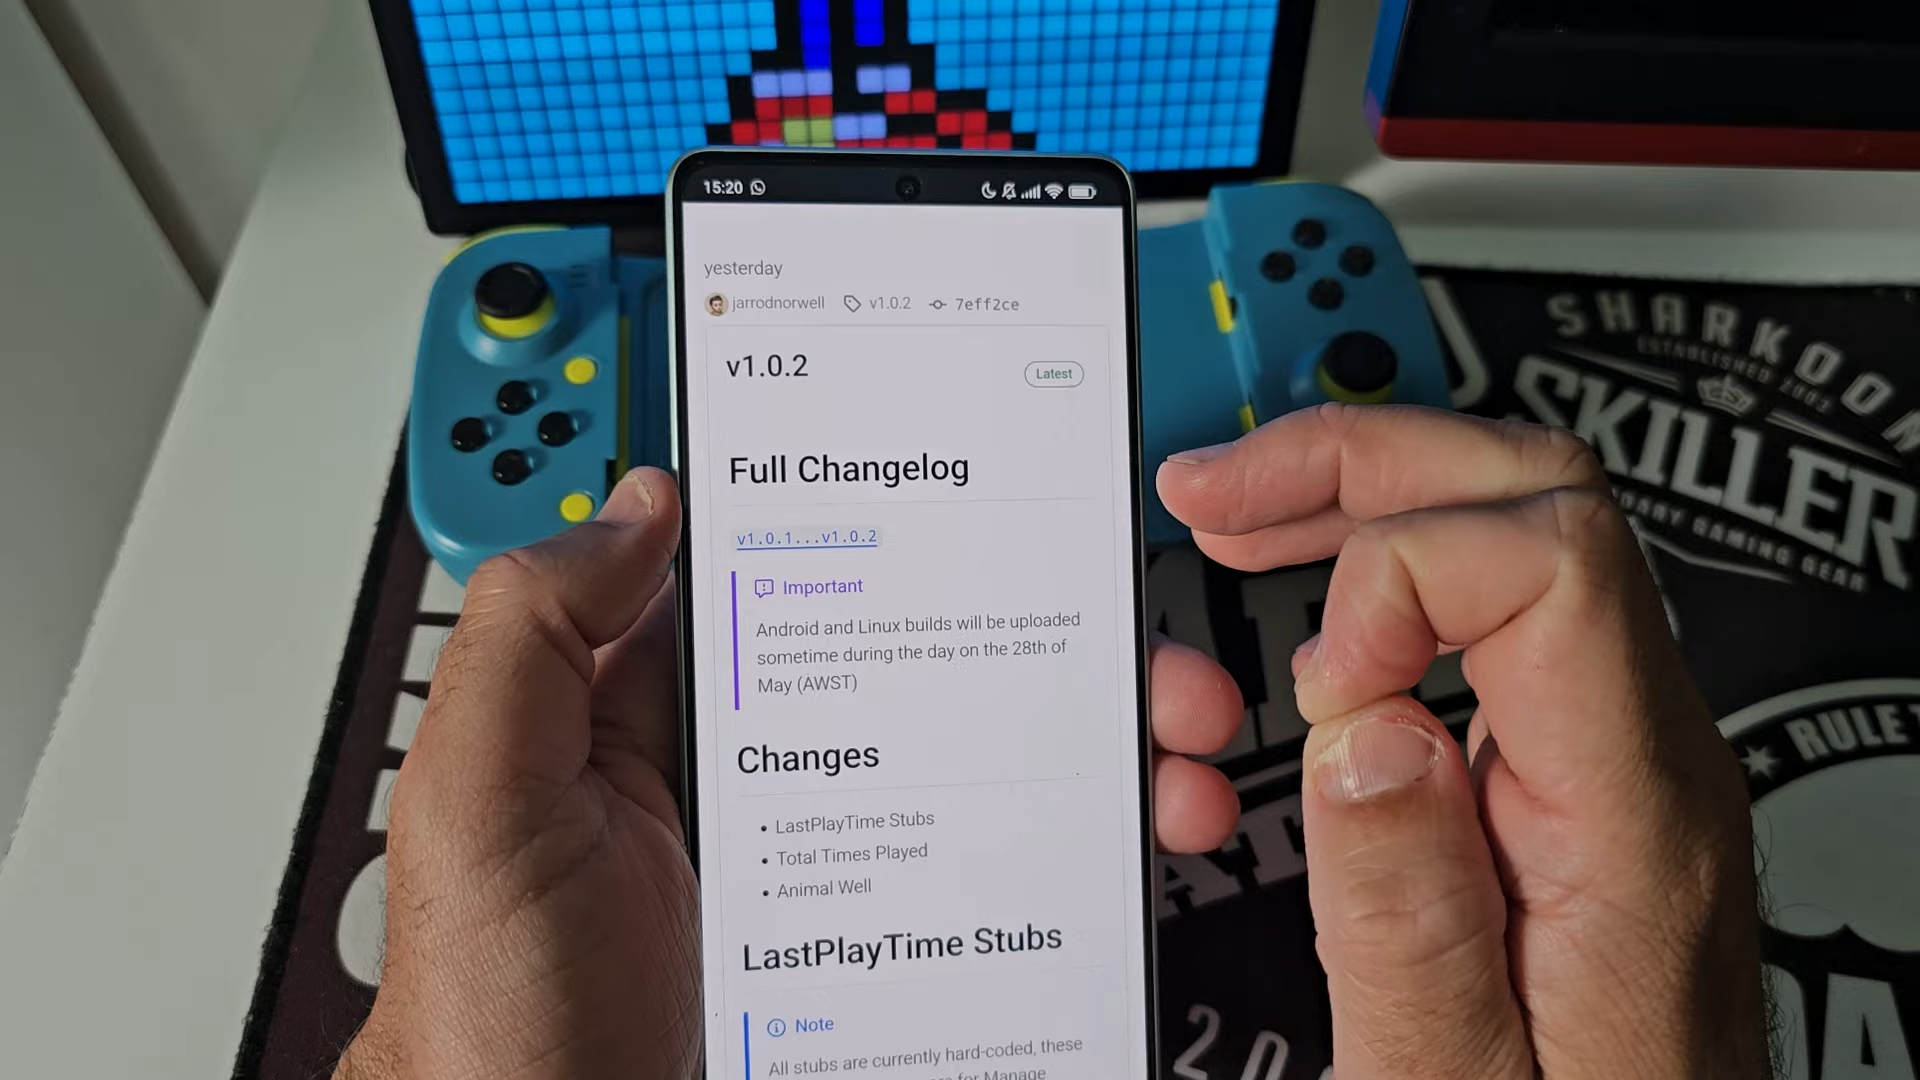 15:20
yesterday
jarrodnorwell v1.0.2 7eff2ce
v1.0.2
Latest
Full Changelog
v1.0.1...v1.0.2
Important
Android and Linux builds will be uploaded
sometime during the day on the 28th of
May (AWST)
Changes
• LastPlayTime Stubs
• Total Times Played
• Animal Well
LastPlayTime Stubs
Note
All stubs are currently hard-coded, these
for Manage
SHARKOON
ESTABLISHED 2003
SKILLER
GAMING GEAR
RULE